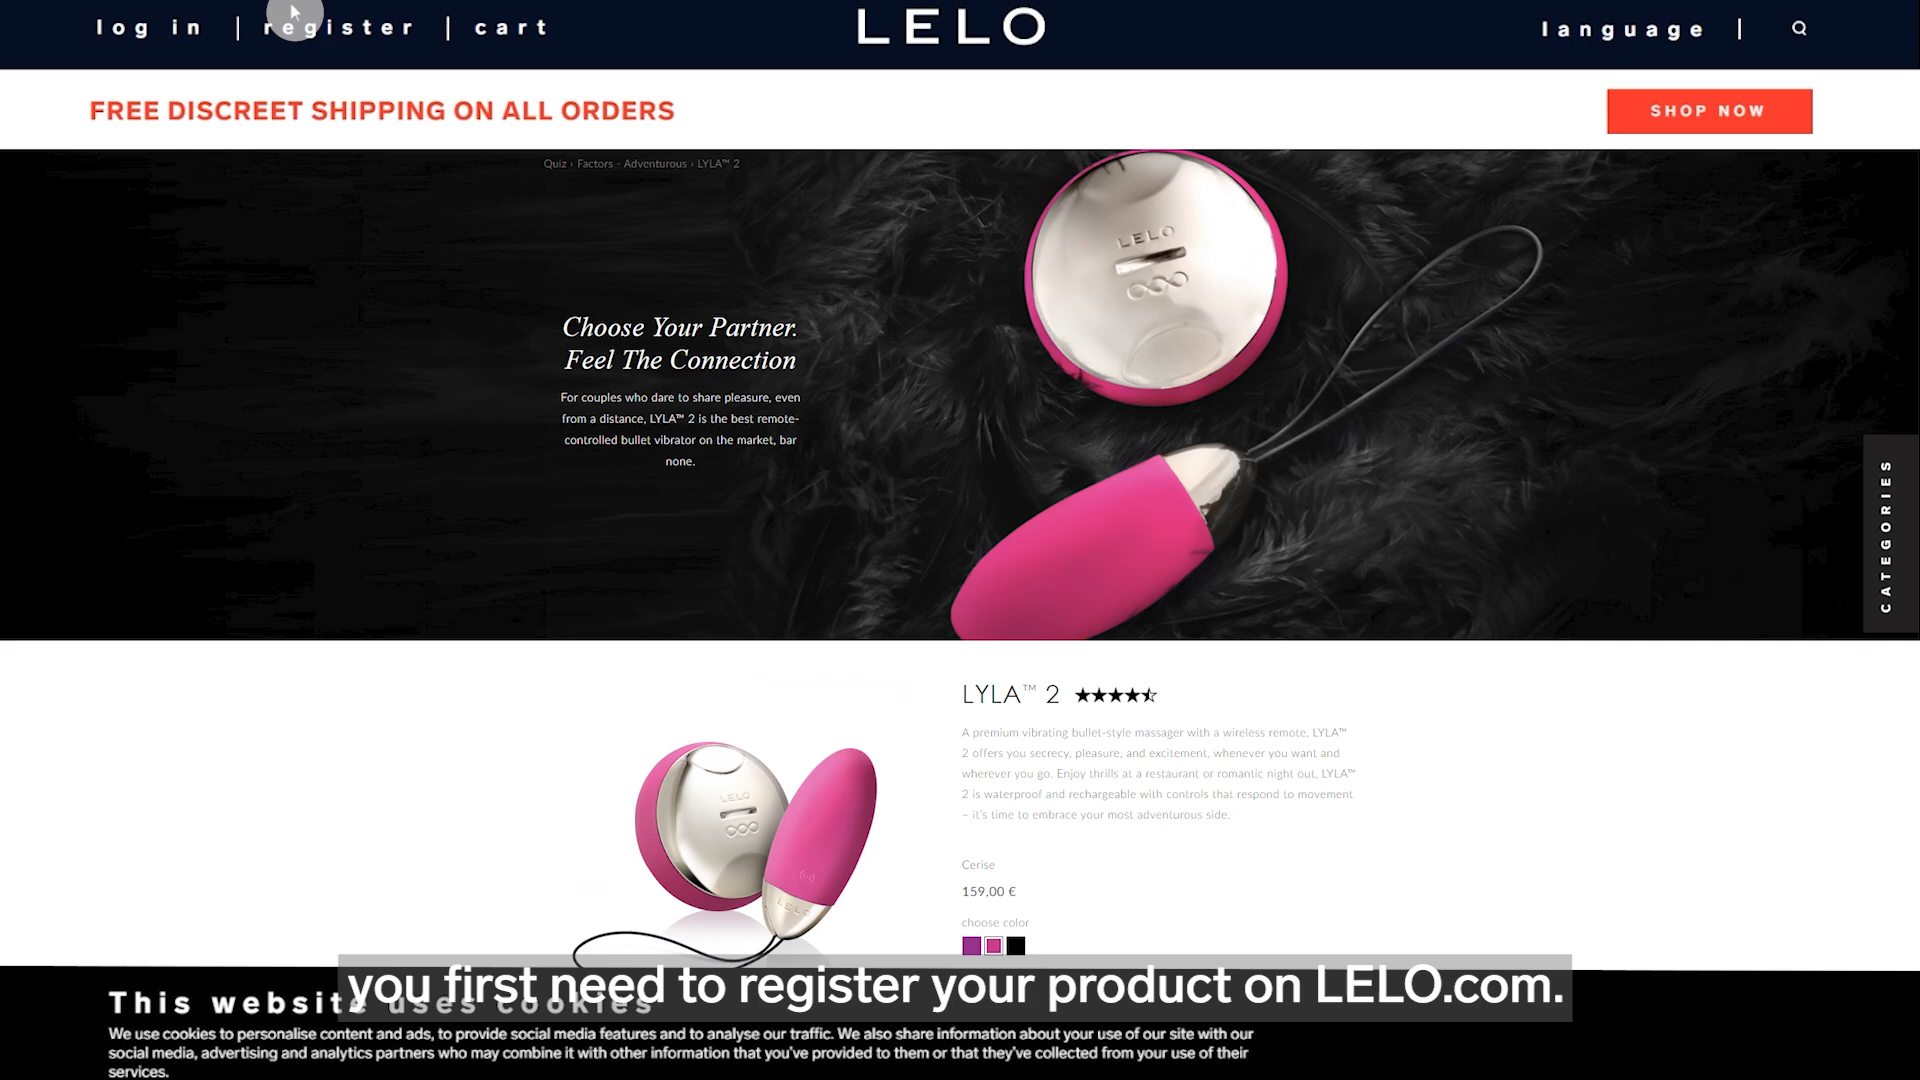 log in | register | cart
LELO
language |
FREE DISCREET SHIPPING ON ALL ORDERS
SHOP NOW
Quiz › Factors - Adventurous › LYLA™ 2
LELO
Choose Your Partner.
Feel The Connection
For couples who dare to share pleasure, even
from a distance, LYLA™ 2 is the best remote-
controlled bullet vibrator on the market, bar
none.
CATEGORIES
LYLA™ 2
A premium vibrating bullet-style massager with a wireless remote, LYLA™
2 offers you secrecy, pleasure, and excitement, whenever you want and
wherever you go. Enjoy thrills at a restaurant or romantic night out, LYLA™
2 is waterproof and rechargeable with controls that respond to movement
– it's time to embrace your most adventurous side.
LELO
LELO
Cerise
159,00 €
choose color
you first need to register your product on LELO.com.
This website uses cookies
We use cookies to personalise content and ads, to provide social media features and to analyse our traffic. We also share information about your use of our site with our
social media, advertising and analytics partners who may combine it with other information that you've provided to them or that they've collected from your use of their
services.